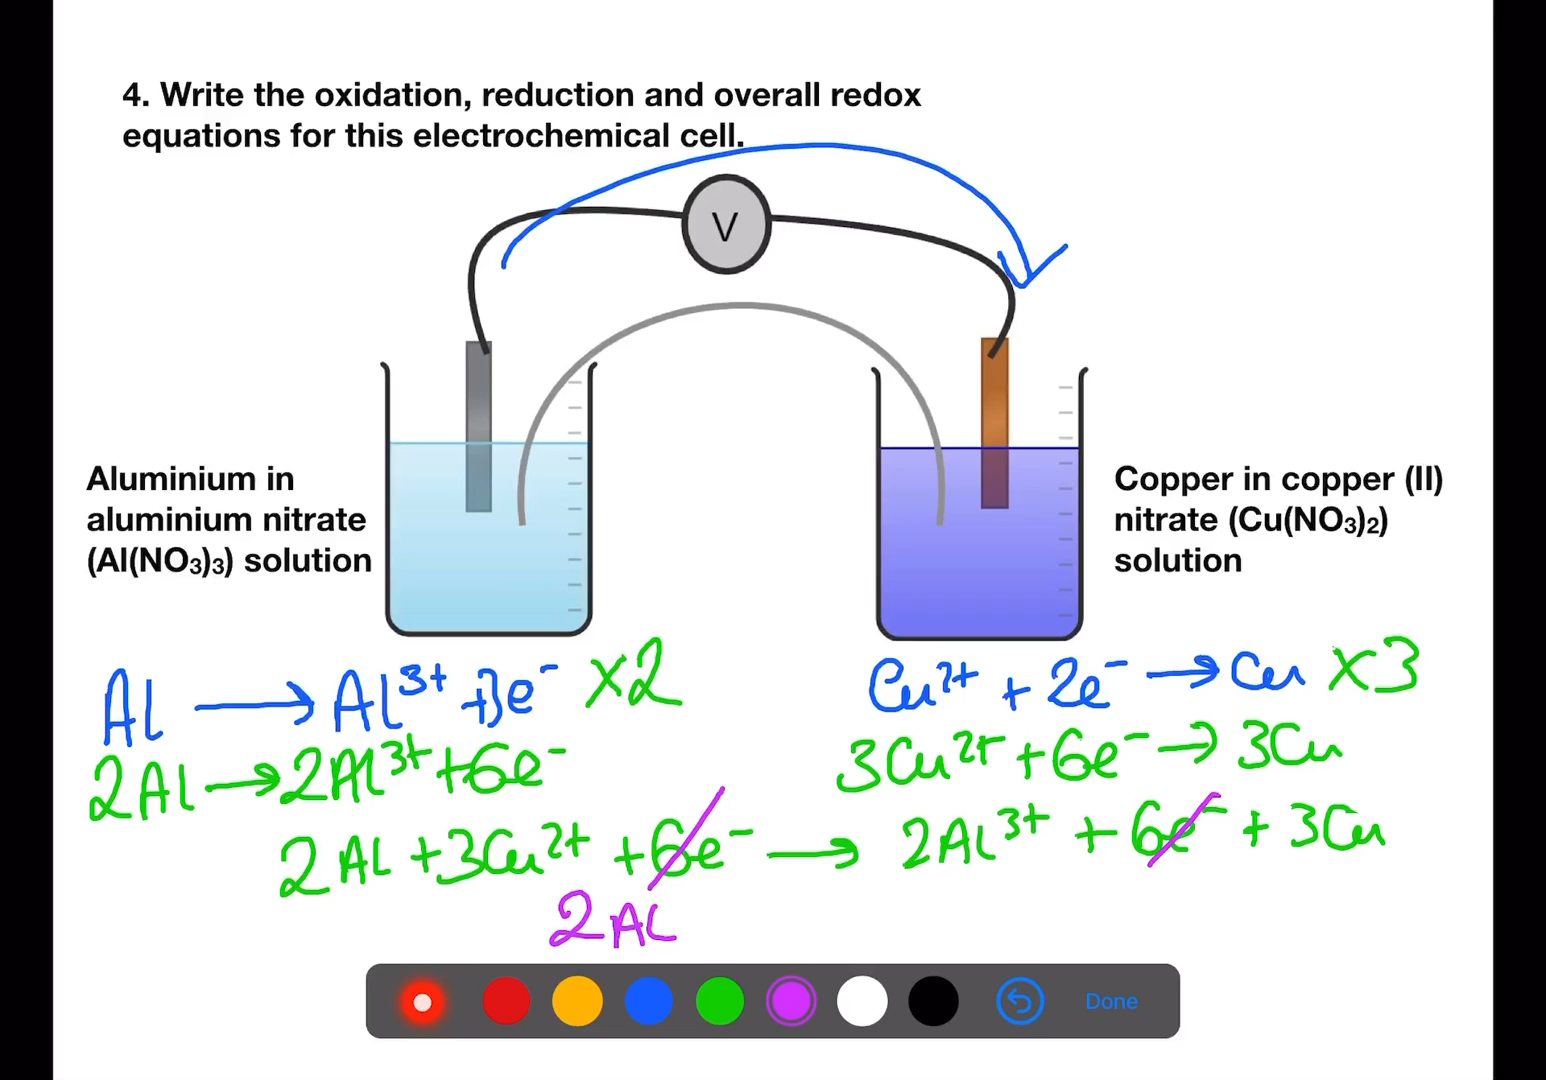 4. Write the oxidation, reduction and overall redox
equations for this electrochemical cell.
V
Aluminium in
aluminium nitrate
(Al(NO₃)₃) solution
Copper in copper (II)
nitrate (Cu(NO₃)₂)
solution
Al → Al³⁺ + 3e⁻ x2
Cu²⁺ + 2e⁻ → Cu x3
2Al → 2Al³⁺ + 6e⁻
3Cu²⁺ + 6e⁻ → 3Cu
2Al + 3Cu²⁺ + 6e⁻ → 2Al³⁺ + 6e⁻ + 3Cu
2Al
Done